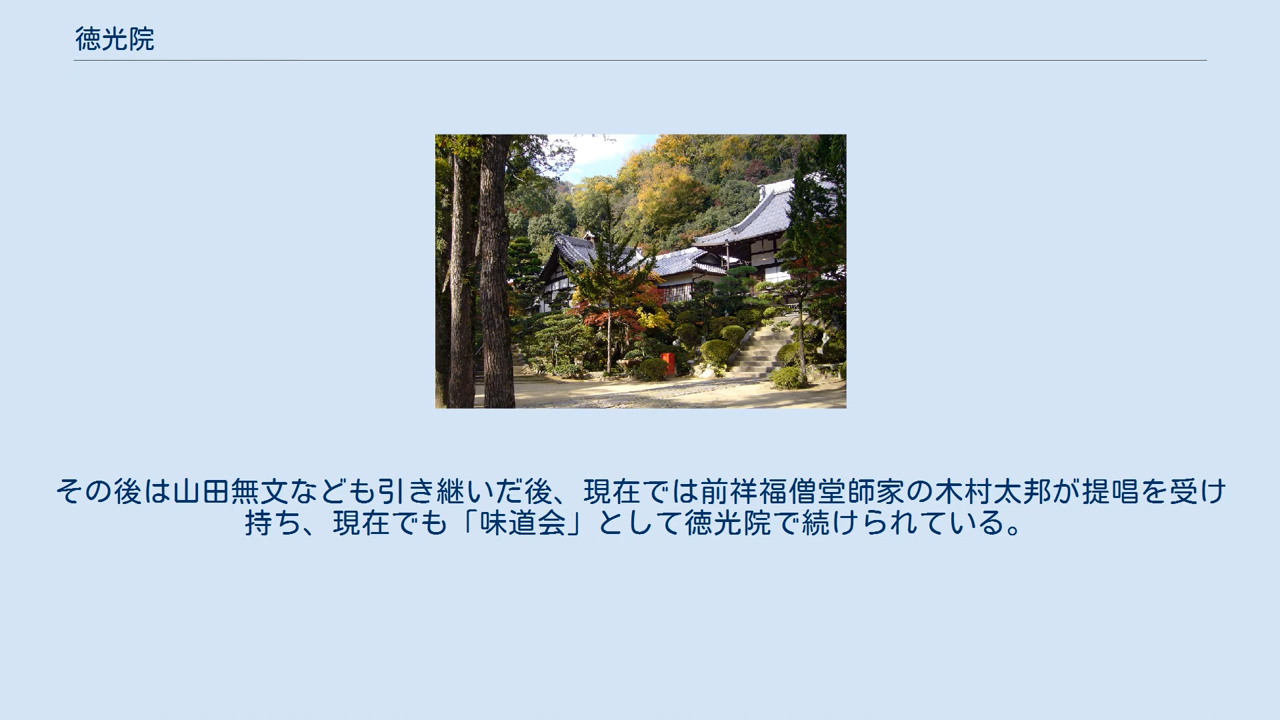 徳光院
その後は山田無文なども引き継いだ後、現在では前祥福僧堂師家の木村太邦が提唱を受け
持ち、現在でも「味道会」として徳光院で続けられている。